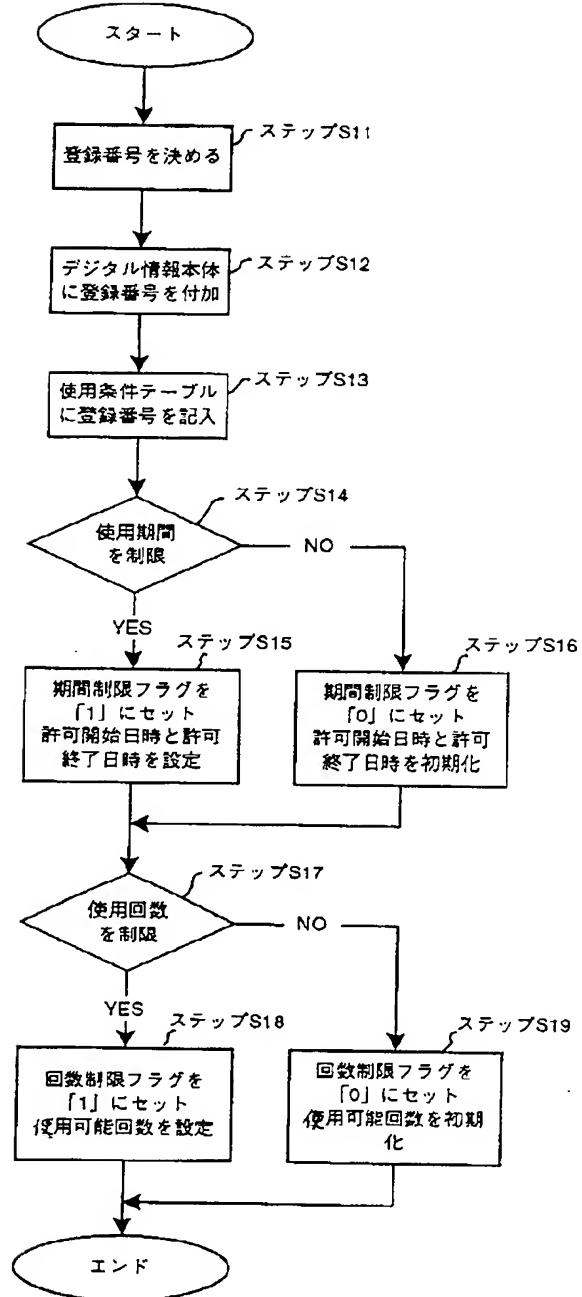 スタート
ステップS11
登録番号を決める
ステップS12
デジタル情報本体
に登録番号を付加
ステップS13
使用条件テーブル
に登録番号を記入
ステップS14
使用期間
を制限
NO
YES
ステップS15
期間制限フラグを
「1」にセット
許可開始日時と許可
終了日時を設定
ステップS16
期間制限フラグを
「0」にセット
許可開始日時と許可
終了日時を初期化
ステップS17
使用回数
を制限
NO
YES
ステップS18
回数制限フラグを
「1」にセット
使用可能回数を設定
ステップS19
回数制限フラグを
「0」にセット
使用可能回数を初期
化
エンド